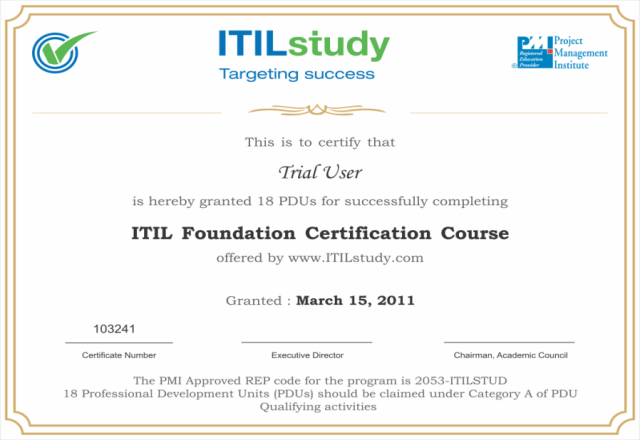 ITILstudy
Targeting success
PMI
Registered
Education
Provider
Project
Management
Institute
This is to certify that
Trial User
is hereby granted 18 PDUs for successfully completing
ITIL Foundation Certification Course
offered by www.ITILstudy.com
Granted : March 15, 2011
103241
Certificate Number
Executive Director
Chairman, Academic Council
The PMI Approved REP code for the program is 2053-ITILSTUD
18 Professional Development Units (PDUs) should be claimed under Category A of PDU
Qualifying activities